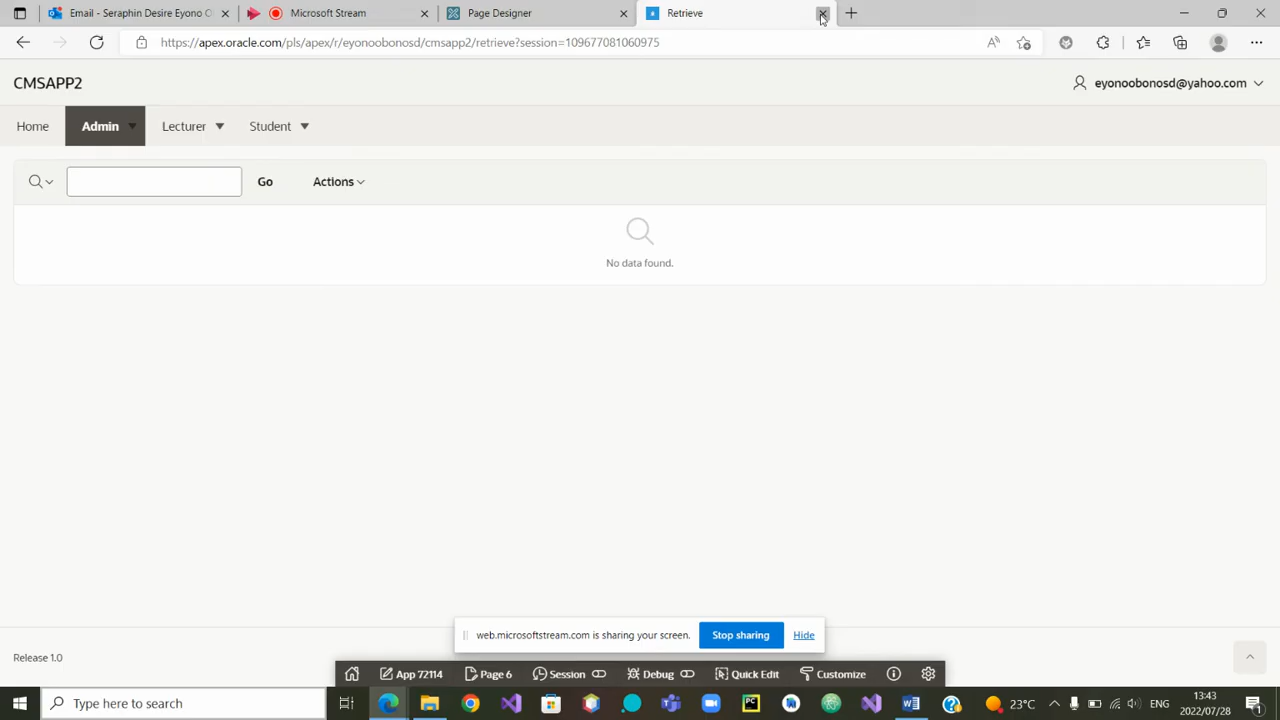 Email - Seraphin Desire Eyono O
Microsoft Stream
Page Designer
Retrieve
https://apex.oracle.com/pls/apex/r/eyonoobonosd/cmsapp2/retrieve?session=109677081060975
CMSAPP2
eyonoobonosd@yahoo.com
Home
Admin
Lecturer
Student
Go
Actions
No data found.
web.microsoftstream.com is sharing your screen.
Stop sharing
Hide
Release 1.0
App 72114
Page 6
Session
Debug
Quick Edit
Customize
Type here to search
23°C
ENG
13:43
2022/07/28